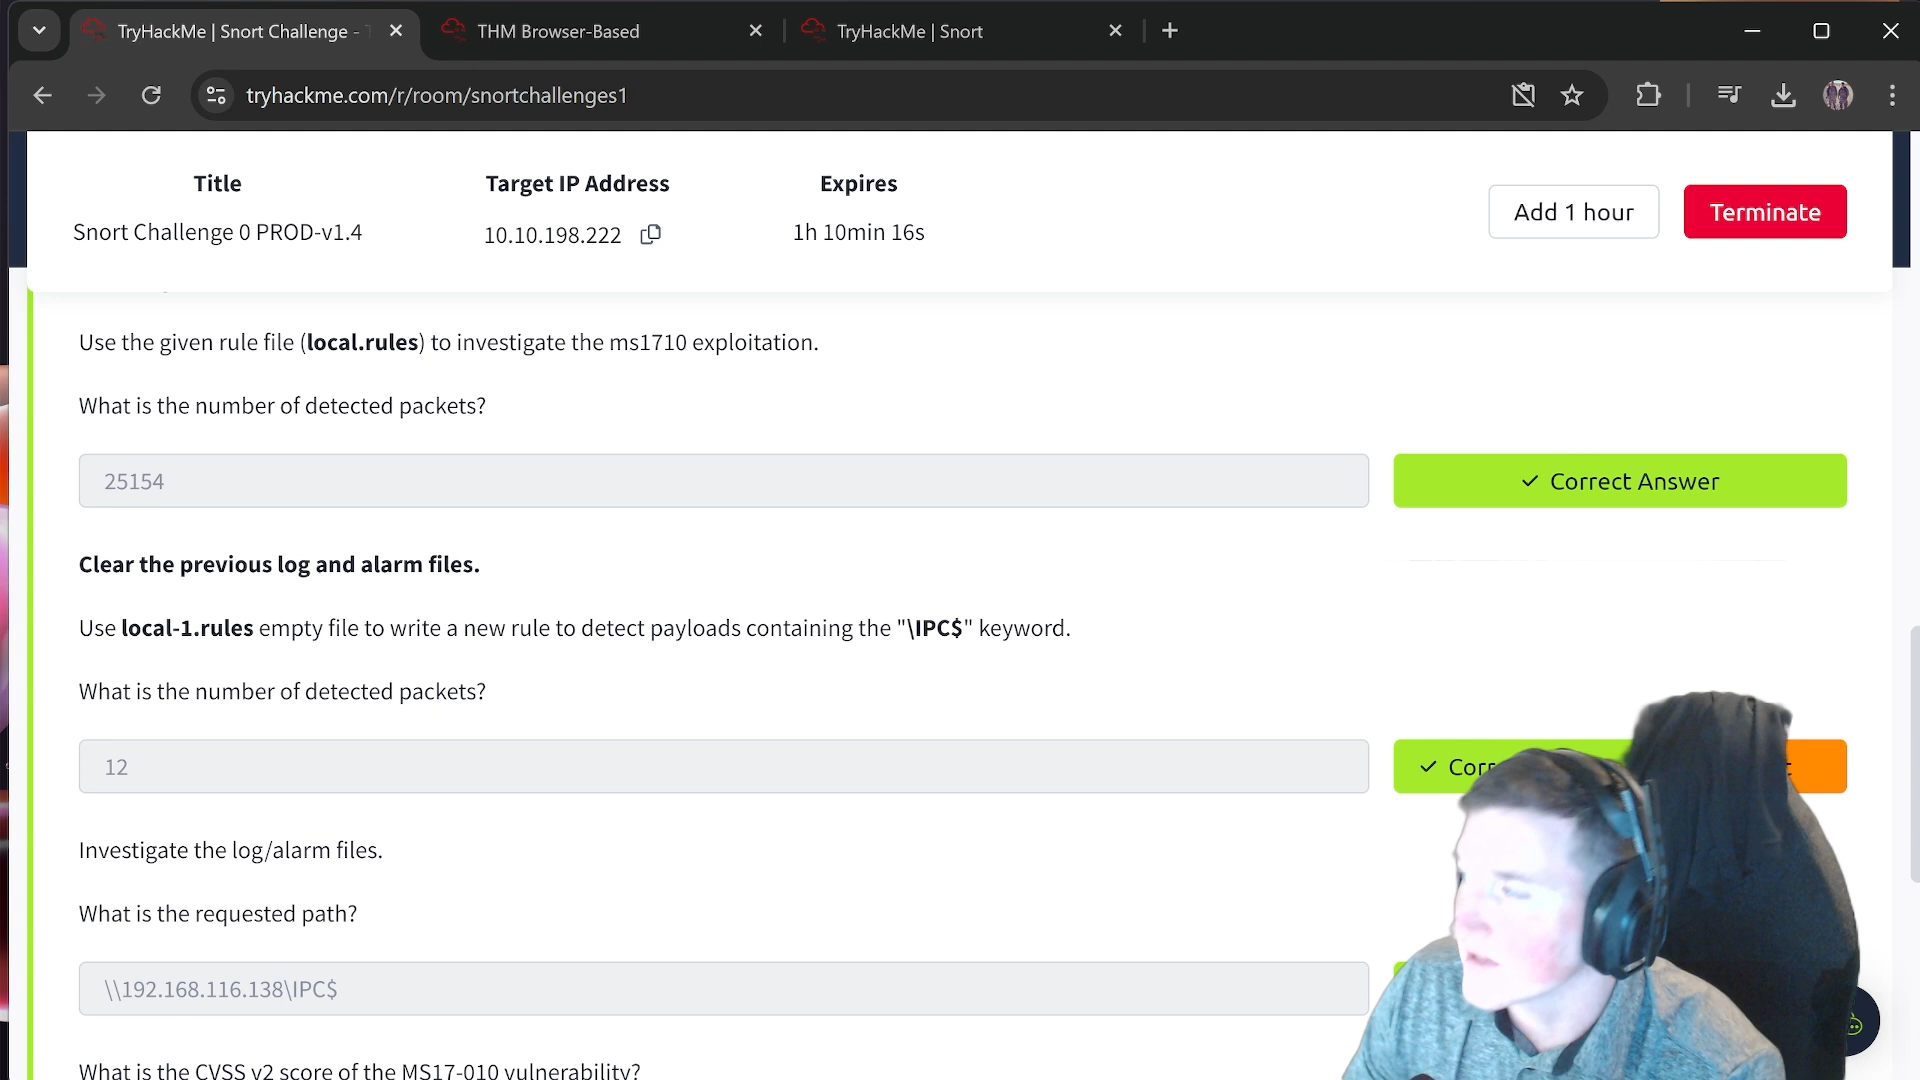 TryHackMe | Snort Challenge -
THM Browser-Based
TryHackMe | Snort
tryhackme.com/r/room/snortchallenges1
Title
Target IP Address
Expires
Snort Challenge 0 PROD-v1.4
10.10.198.222
1h 10min 16s
Add 1 hour
Terminate
Use the given rule file (local.rules) to investigate the ms1710 exploitation.
What is the number of detected packets?
25154
Correct Answer
Clear the previous log and alarm files.
Use local-1.rules empty file to write a new rule to detect payloads containing the "\IPC$" keyword.
What is the number of detected packets?
12
Investigate the log/alarm files.
What is the requested path?
\\192.168.116.138\IPC$
What is the CVSS v2 score of the MS17-010 vulnerability?